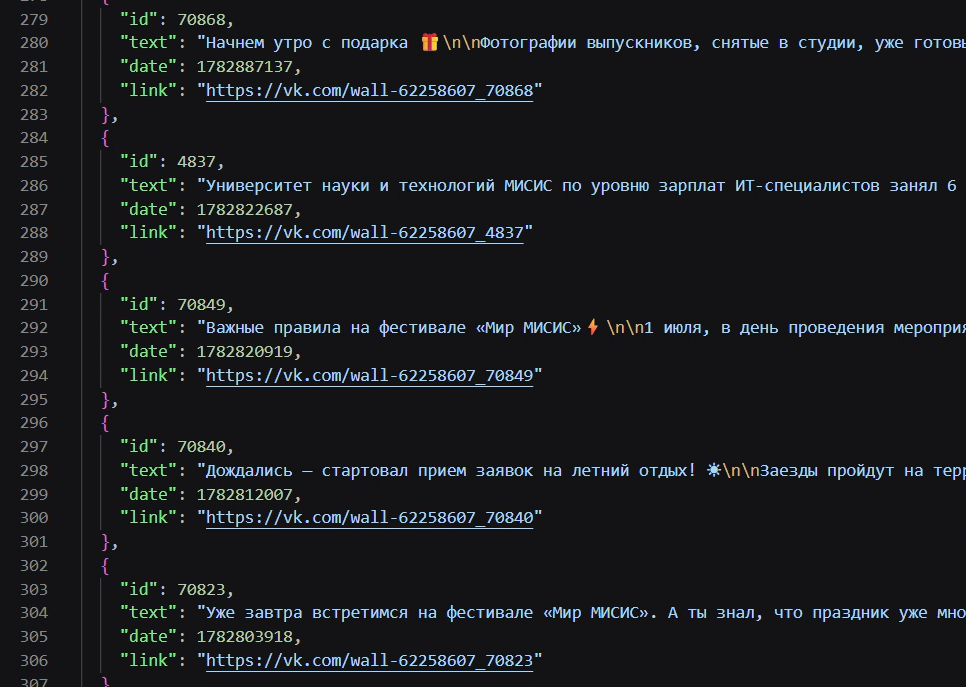 279 "id": 70868,
280 "text": "Начнем утро с подарка 🎁\n\nФотографии выпускников, снятые в студии, уже готовы
281 "date": 1782887137,
282 "link": "https://vk.com/wall-62258607_70868"
283 },
284 {
285 "id": 4837,
286 "text": "Университет науки и технологий МИСИС по уровню зарплат ИТ-специалистов занял 6
287 "date": 1782822687,
288 "link": "https://vk.com/wall-62258607_4837"
289 },
290 {
291 "id": 70849,
292 "text": "Важные правила на фестивале «Мир МИСИС»⚡\n\n1 июля, в день проведения мероприя
293 "date": 1782820919,
294 "link": "https://vk.com/wall-62258607_70849"
295 },
296 {
297 "id": 70840,
298 "text": "Дождались — стартовал прием заявок на летний отдых! ☀\n\nЗаезды пройдут на терр
299 "date": 1782812007,
300 "link": "https://vk.com/wall-62258607_70840"
301 },
302 {
303 "id": 70823,
304 "text": "Уже завтра встретимся на фестивале «Мир МИСИС». А ты знал, что праздник уже мно
305 "date": 1782803918,
306 "link": "https://vk.com/wall-62258607_70823"
307 }